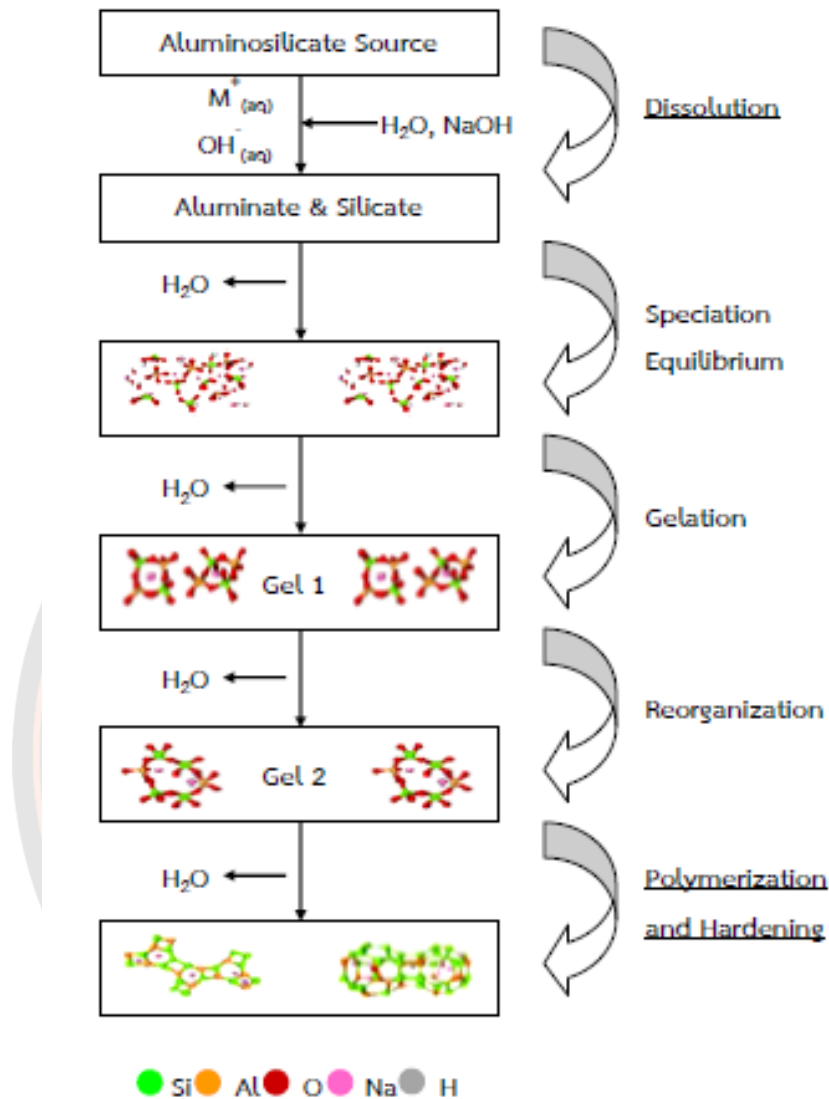 Aluminosilicate Source
M⁺(aq)
H₂O, NaOH
OH⁻(aq)
Dissolution
Aluminate & Silicate
H₂O
Speciation
Equilibrium
H₂O
Gelation
Gel 1
H₂O
Reorganization
Gel 2
H₂O
Polymerization
and Hardening
Si Al O Na H